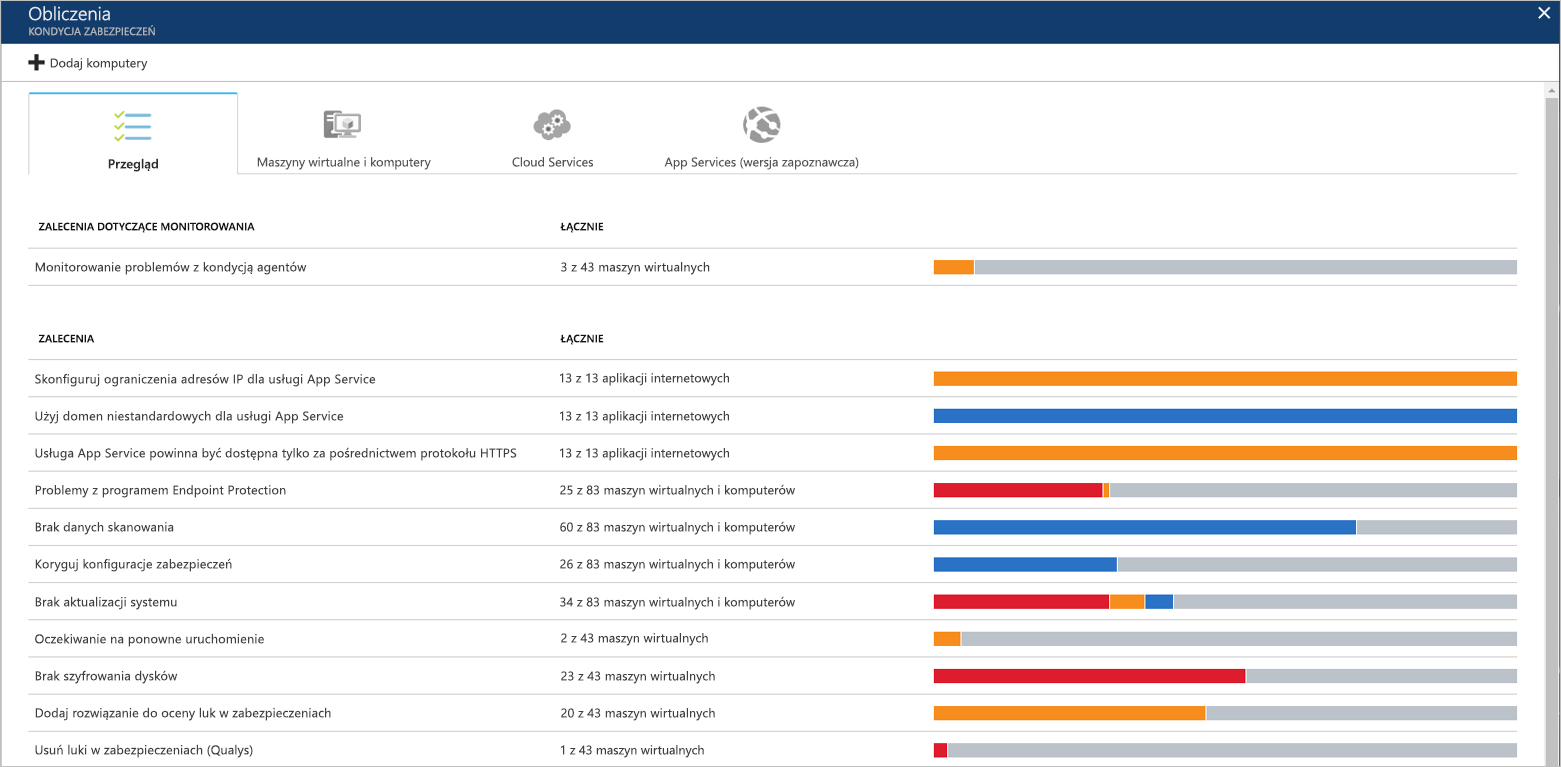 Obliczenia
KONDYCJA ZABEZPIECZEŃ
Dodaj komputery
Przegląd
Maszyny wirtualne i komputery
Cloud Services
App Services (wersja zapoznawcza)
ZALECENIA DOTYCZĄCE MONITOROWANIA ŁĄCZNIE
Monitorowanie problemów z kondycją agentów 3 z 43 maszyn wirtualnych
ZALECENIA ŁĄCZNIE
Skonfiguruj ograniczenia adresów IP dla usługi App Service 13 z 13 aplikacji internetowych
Użyj domen niestandardowych dla usługi App Service 13 z 13 aplikacji internetowych
Usługa App Service powinna być dostępna tylko za pośrednictwem protokołu HTTPS 13 z 13 aplikacji internetowych
Problemy z programem Endpoint Protection 25 z 83 maszyn wirtualnych i komputerów
Brak danych skanowania 60 z 83 maszyn wirtualnych i komputerów
Koryguj konfiguracje zabezpieczeń 26 z 83 maszyn wirtualnych i komputerów
Brak aktualizacji systemu 34 z 83 maszyn wirtualnych i komputerów
Oczekiwanie na ponowne uruchomienie 2 z 43 maszyn wirtualnych
Brak szyfrowania dysków 23 z 43 maszyn wirtualnych
Dodaj rozwiązanie do oceny luk w zabezpieczeniach 20 z 43 maszyn wirtualnych
Usuń luki w zabezpieczeniach (Qualys) 1 z 43 maszyn wirtualnych